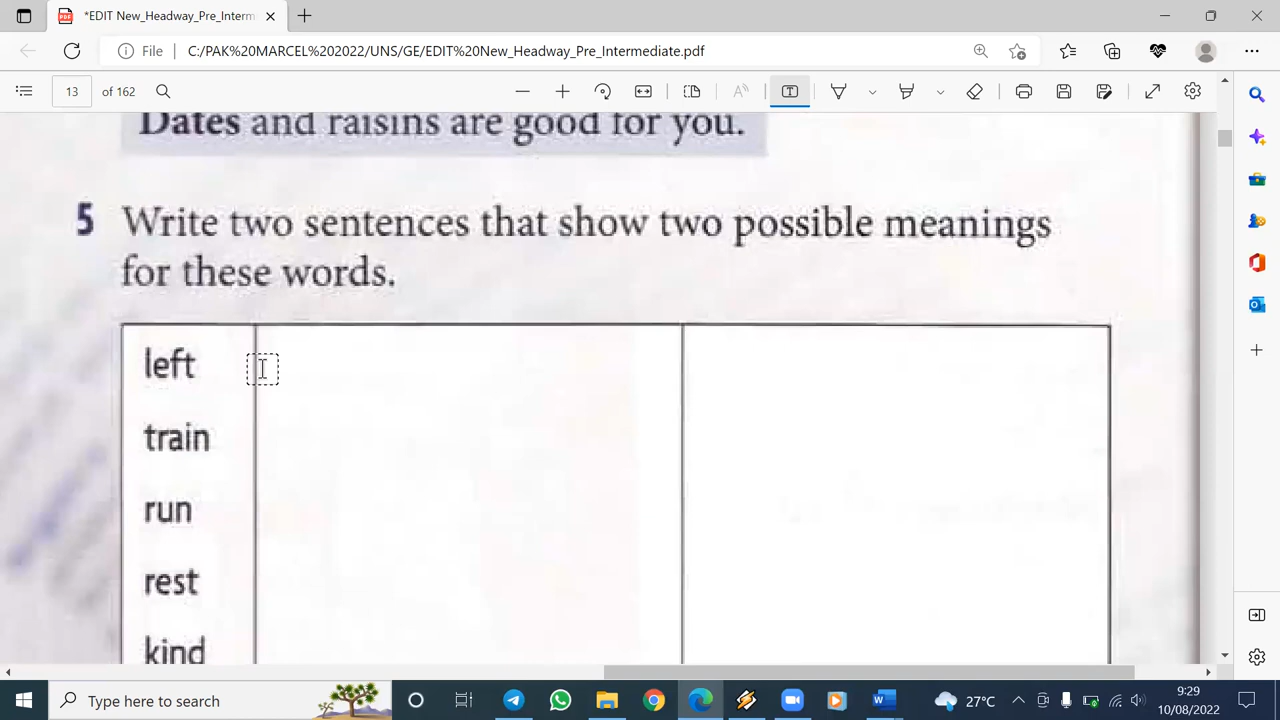 *EDIT New_Headway_Pre_Interm
File C:/PAK%20MARCEL%202022/UNS/GE/EDIT%20New_Headway_Pre_Intermediate.pdf
13 of 162
Dates and raisins are good for you.
5 Write two sentences that show two possible meanings
for these words.
left
train
run
rest
kind
Type here to search
27°C
9:29
10/08/2022